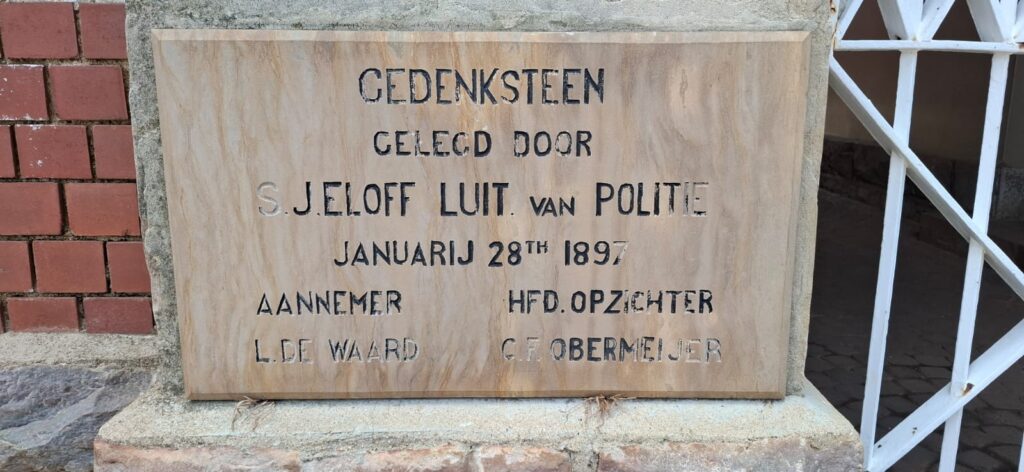 GEDENKSTEEN
GELEGD DOOR
S.J.ELOFF LUIT. VAN POLITIE
JANUARIJ 28TH 1897
AANNEMER HFD. OPZICHTER
L.DE WAARD C.F. OBERMEIJER